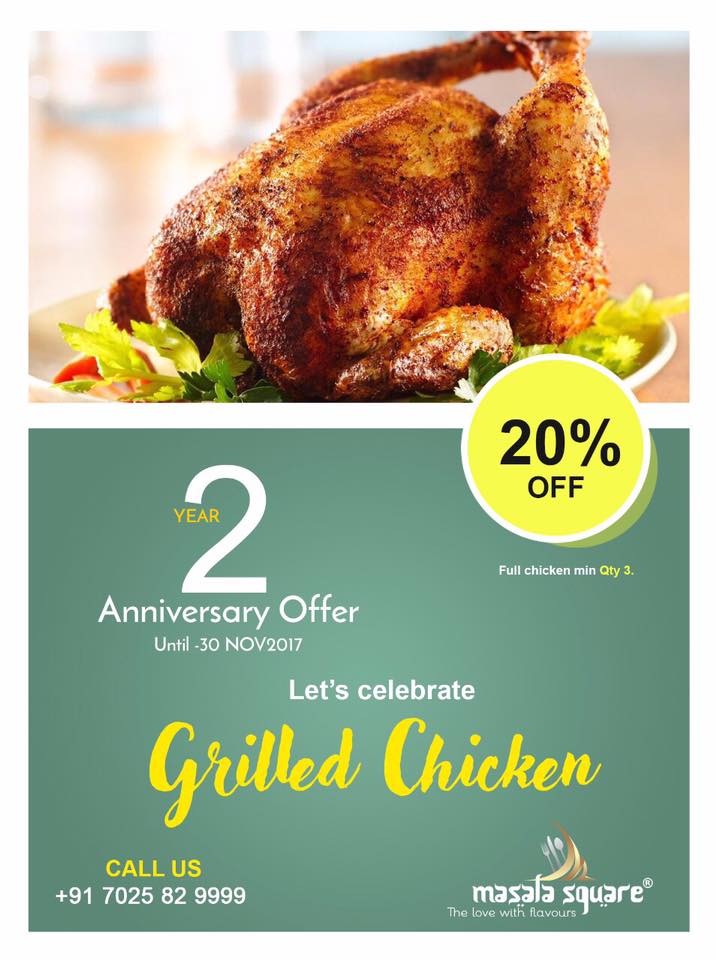 20%
OFF
Full chicken min Qty 3.
YEAR
2
Anniversary Offer
Until -30 NOV2017
Let's celebrate
Grilled Chicken
CALL US
+91 7025 82 9999
masala square®
The love with flavours